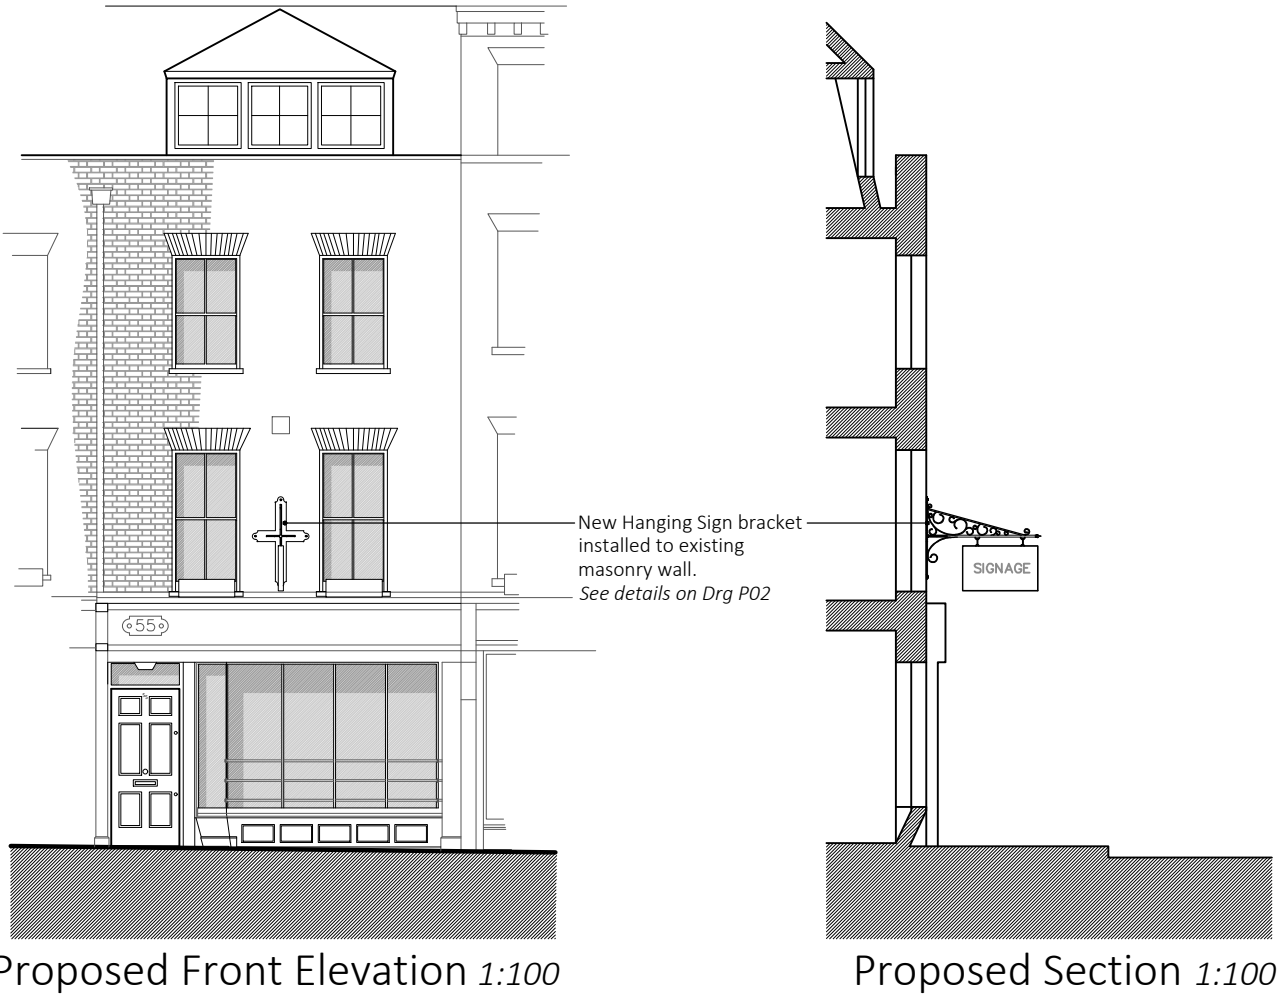 New Hanging Sign bracket
installed to existing
masonry wall.
See details on Drg P02
SIGNAGE
55
Proposed Front Elevation 1:100
Proposed Section 1:100